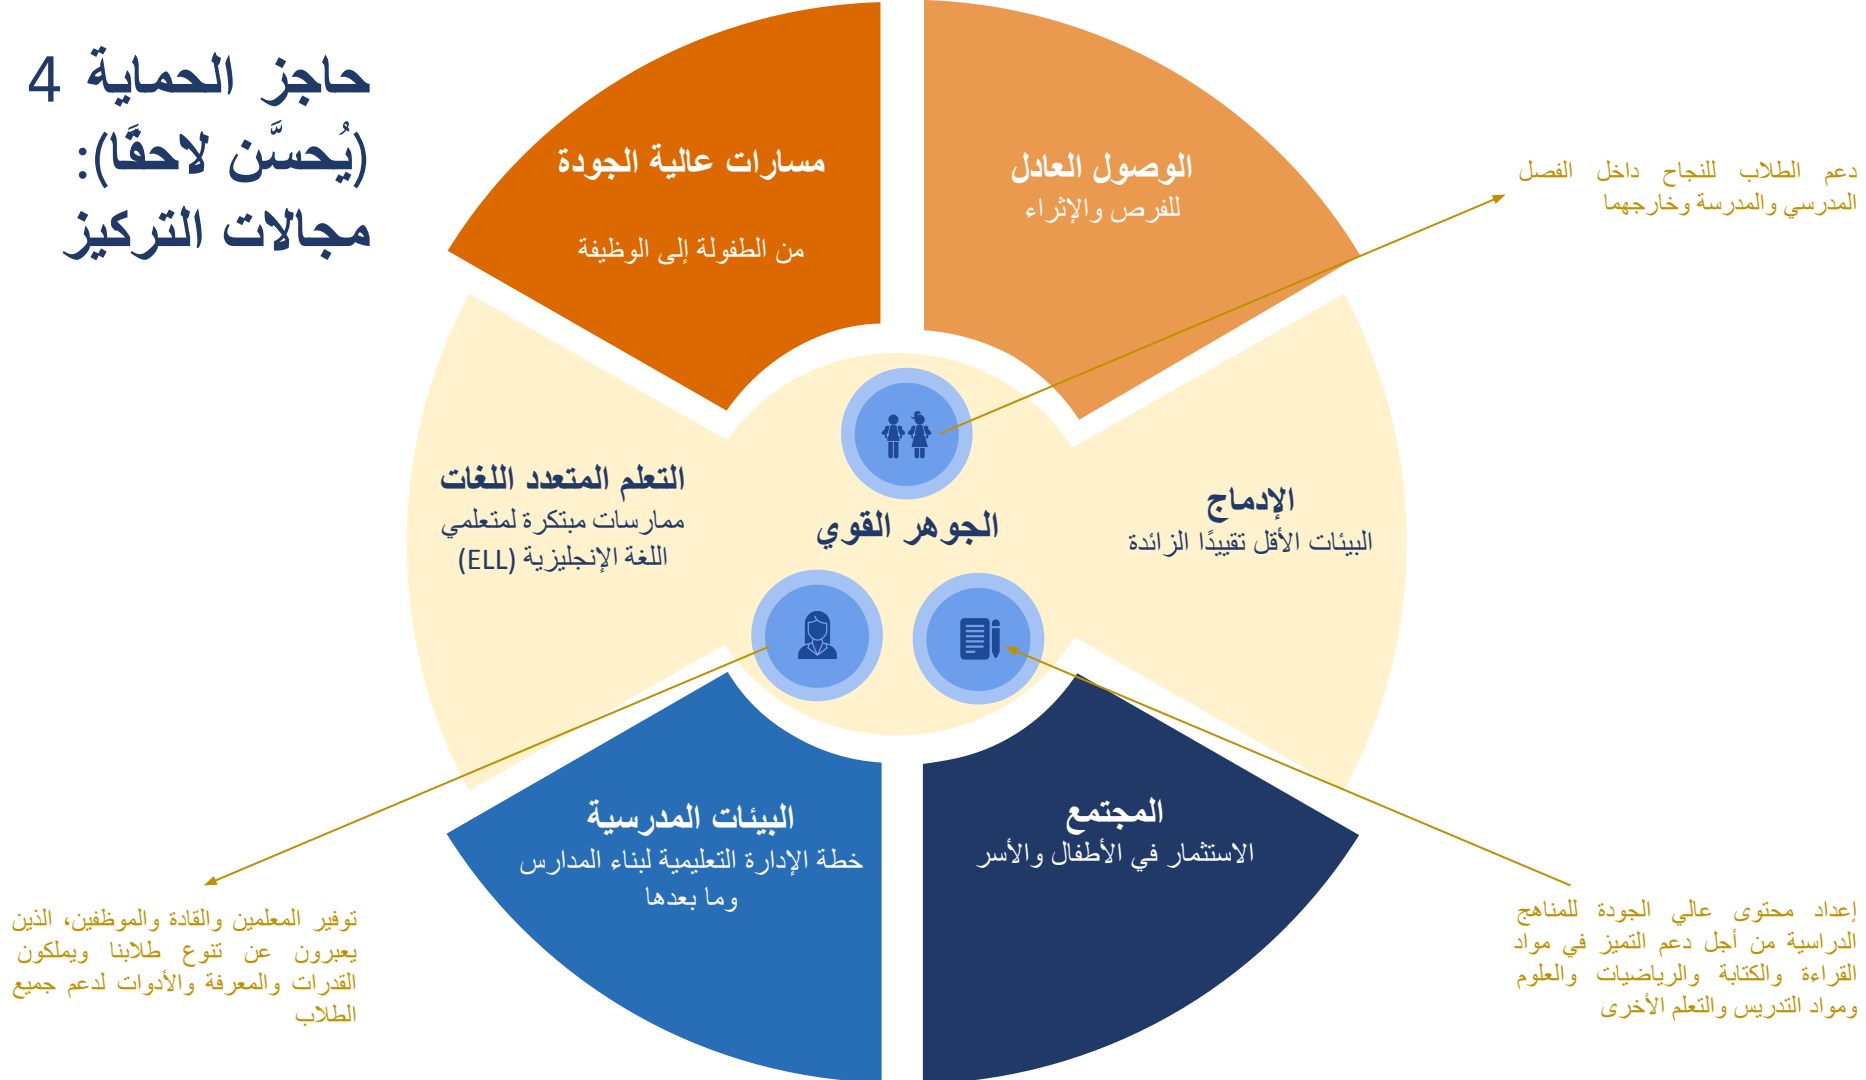 حاجز الحماية 4
(يُحسَّن لاحقًا):
مجالات التركيز
الوصول العادل
للفرص والإثراء
مسارات عالية الجودة
من الطفولة إلى الوظيفة
دعم الطلاب للنجاح داخل الفصل
المدرسي والمدرسة وخارجهما
الإدماج
البيئات الأقل تقييدًا الزائدة
الجوهر القوي
التعلم المتعدد اللغات
ممارسات مبتكرة لمتعلمي
اللغة الإنجليزية (ELL)
المجتمع
الاستثمار في الأطفال والأسر
البيئات المدرسية
خطة الإدارة التعليمية لبناء المدارس
وما بعدها
إعداد محتوى عالي الجودة للمناهج
الدراسية من أجل دعم التميز في مواد
القراءة والكتابة والرياضيات والعلوم
ومواد التدريس والتعلم الأخرى
توفير المعلمين والقادة والموظفين، الذين
يعبرون عن تنوع طلابنا ويملكون
القدرات والمعرفة والأدوات لدعم جميع
الطلاب